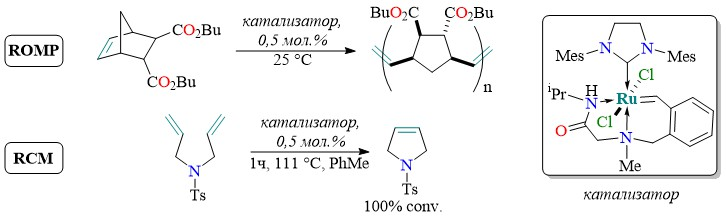 ROMP
CO₂Bu
CO₂Bu
катализатор,
0,5 мол.%
25 °C
BuO₂C CO₂Bu
n
RCM
N
Ts
катализатор,
0,5 мол.%
1ч, 111 °C, PhMe
N
Ts
100% conv.
Mes N N Mes
Cl
ⁱPr H
N Ru
Cl
O N
Me
катализатор